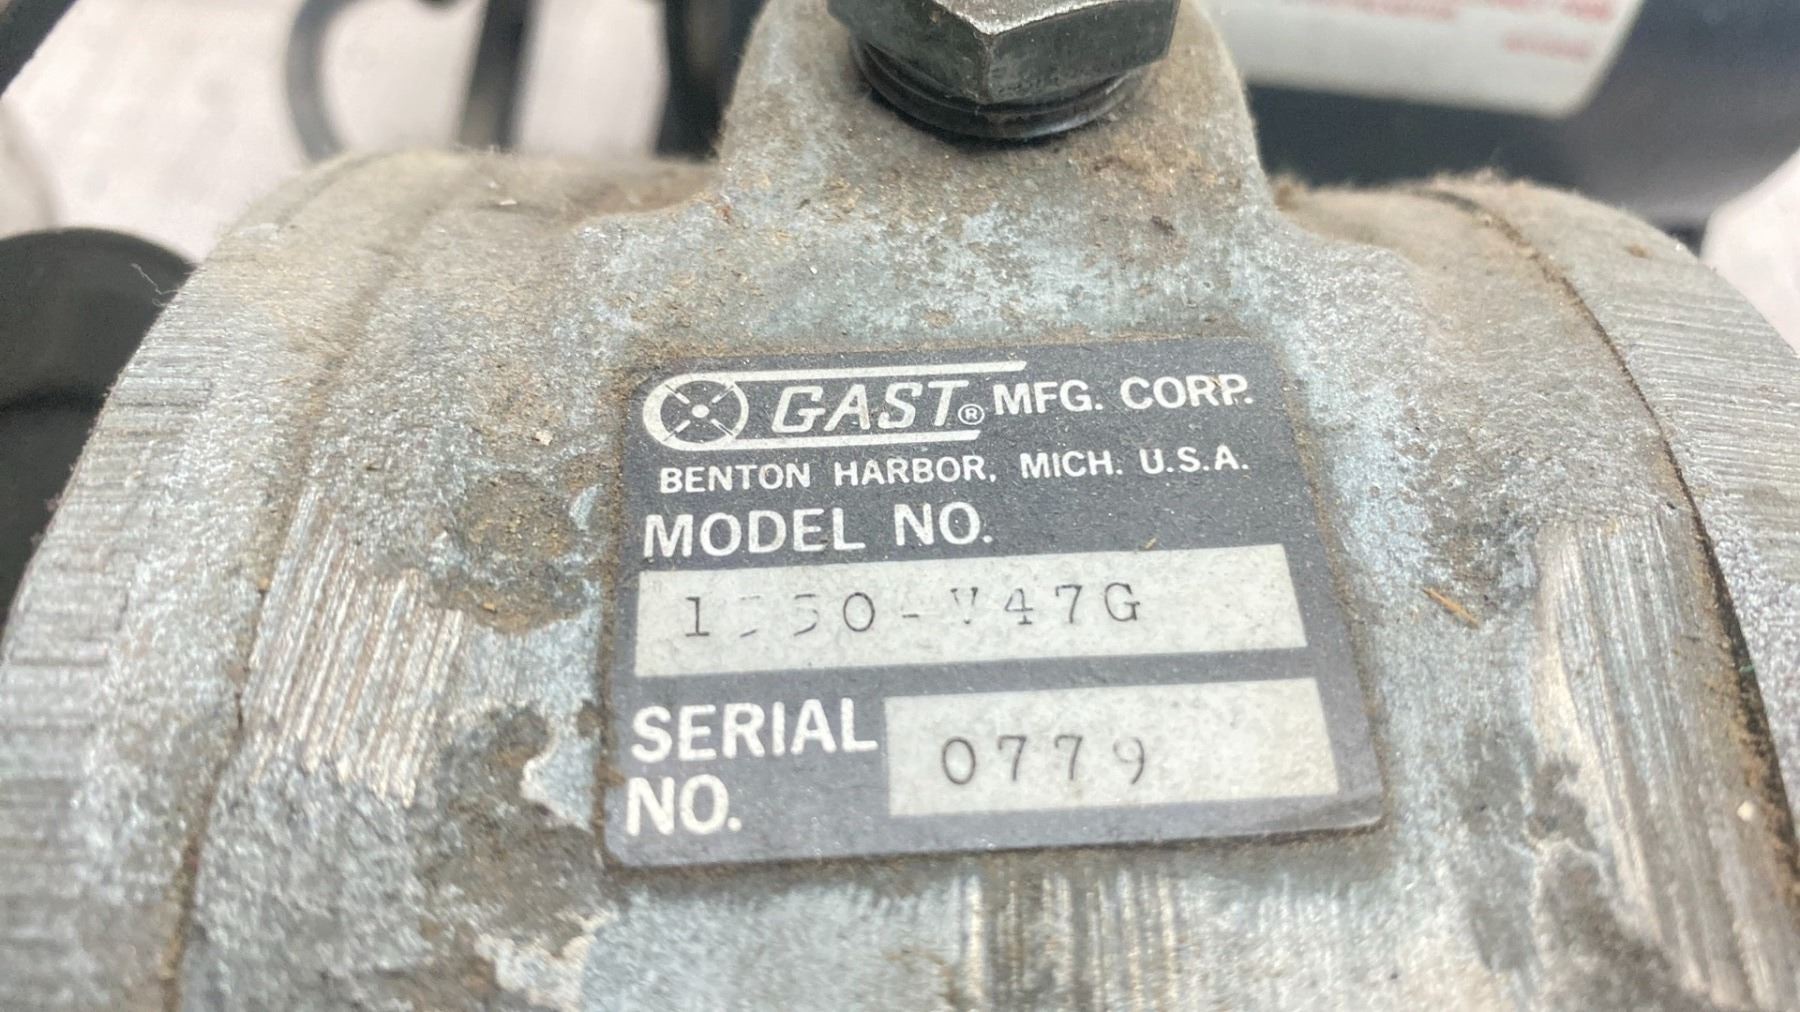 GAST® MFG. CORP.
BENTON HARBOR, MICH. U.S.A.
MODEL NO.
SERIAL
NO.
0779